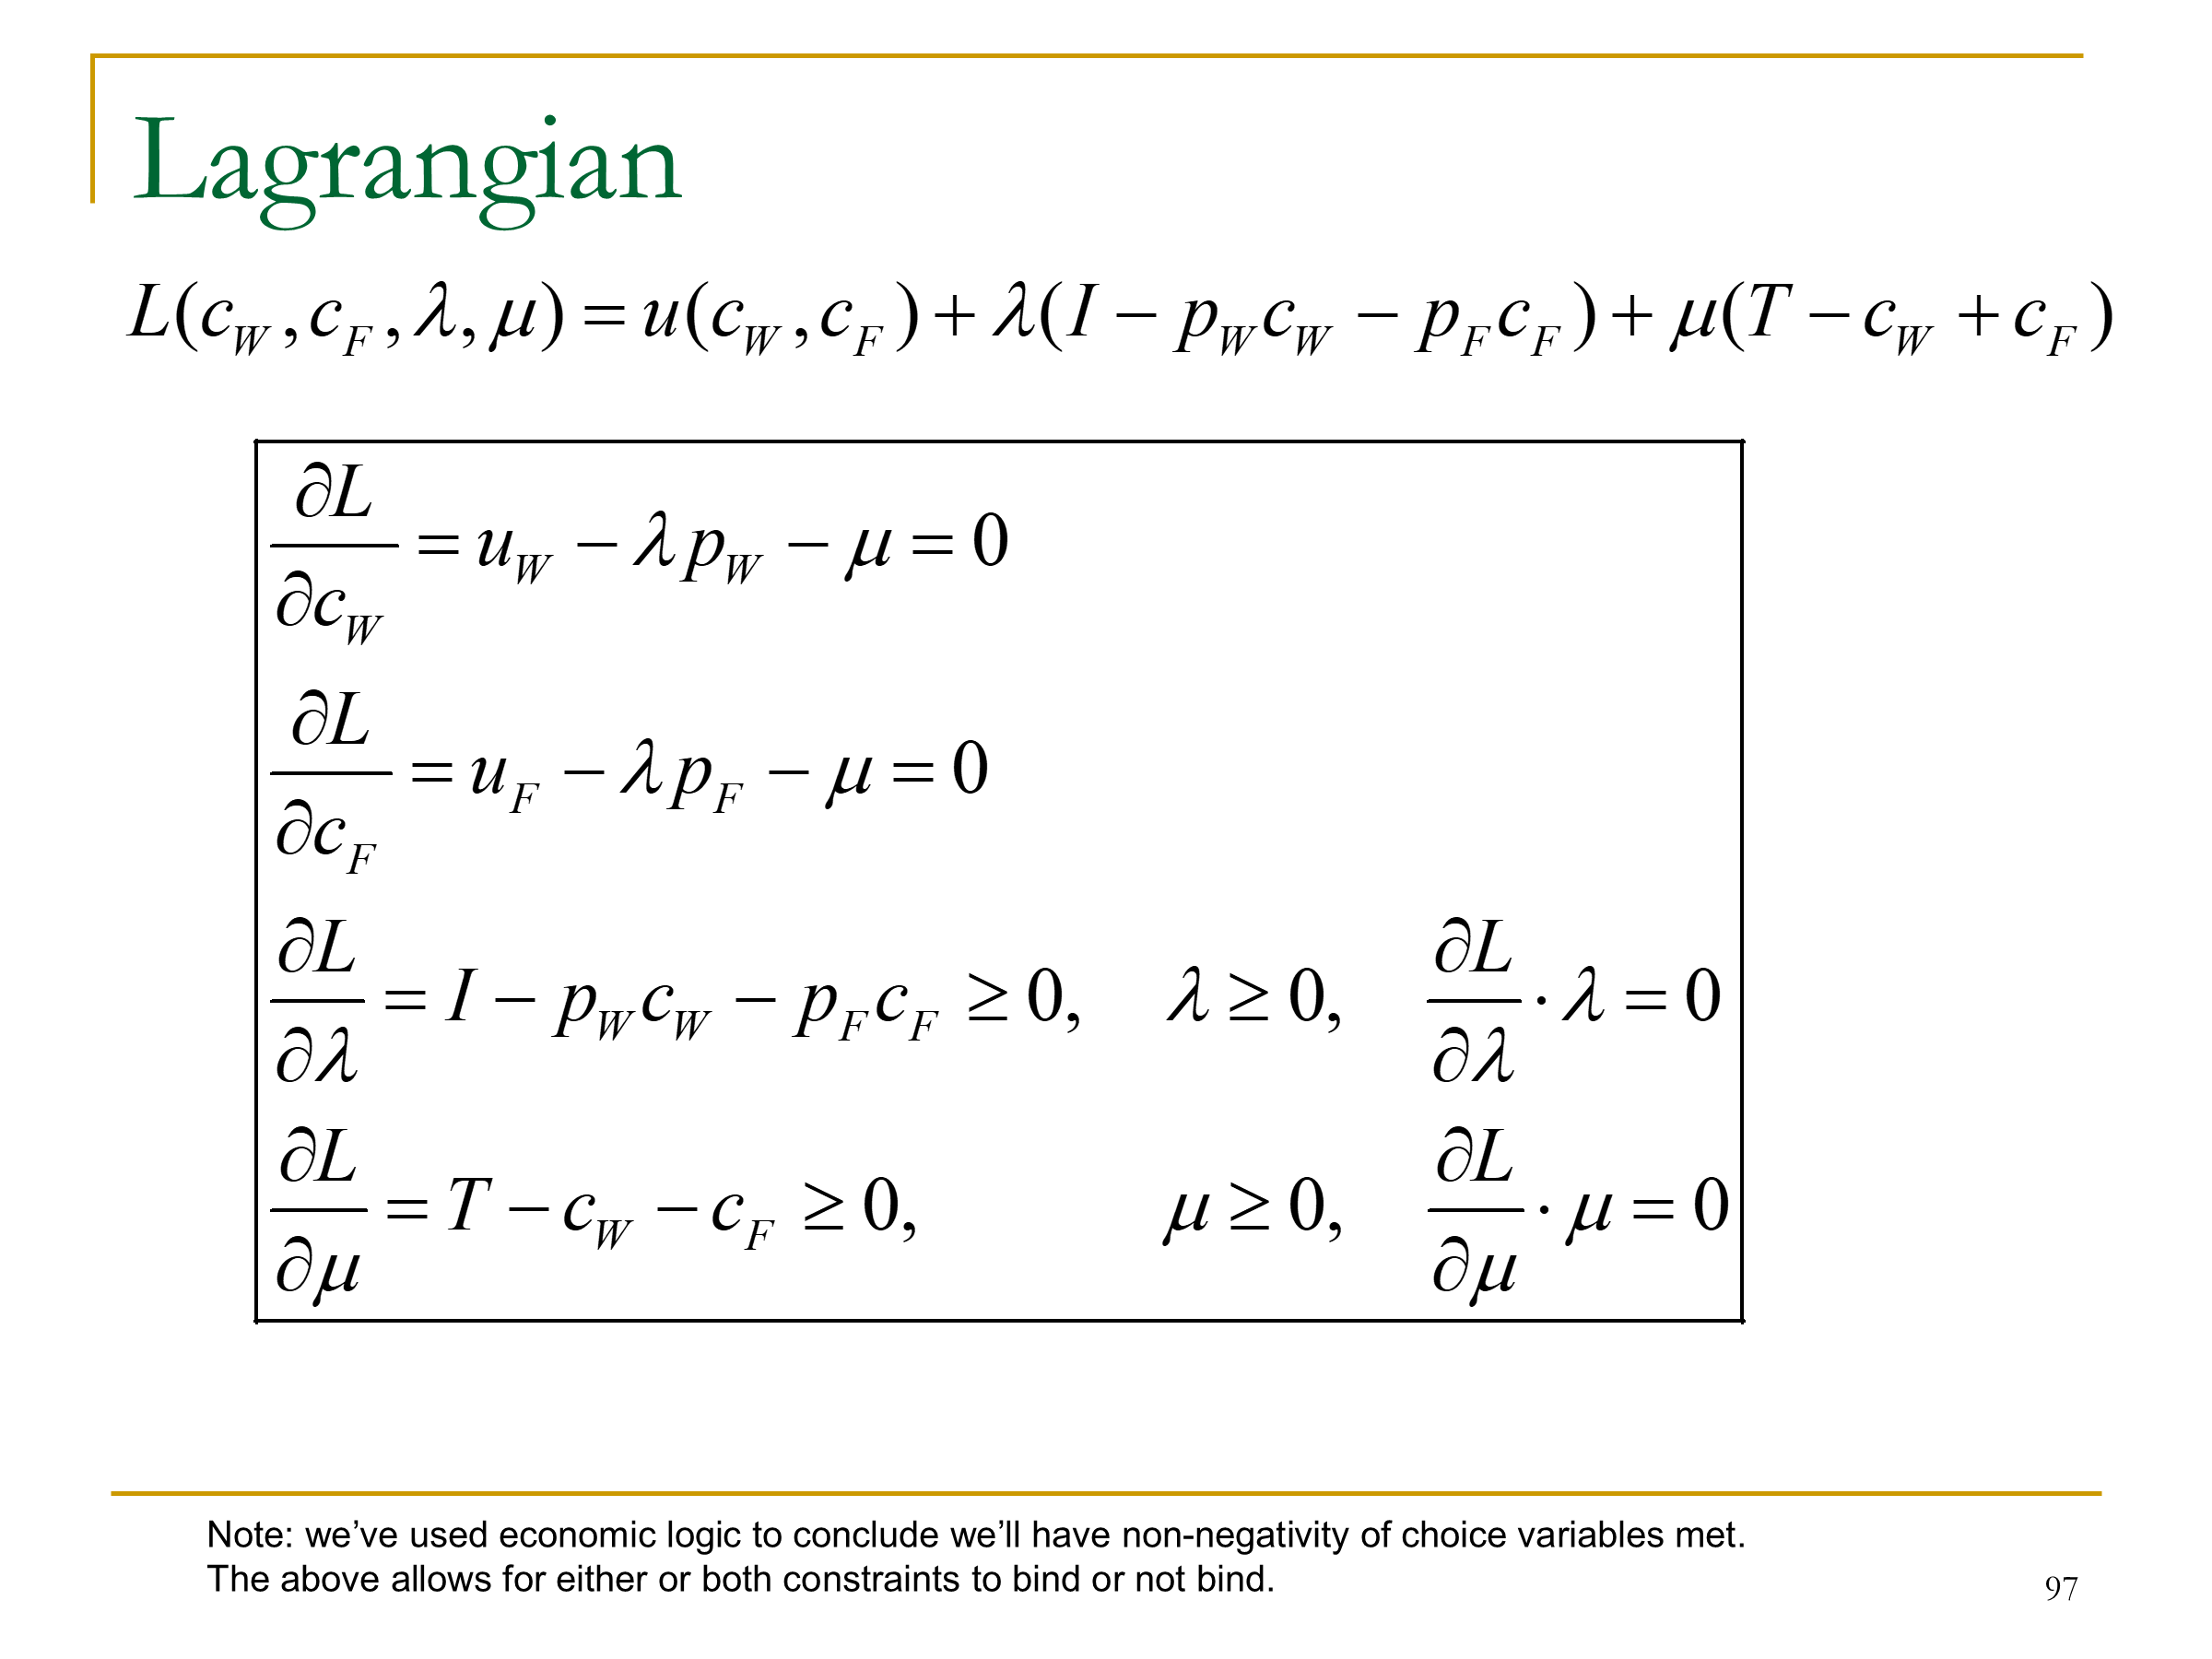 Lagrangian
L(c_W, c_F, λ, μ) = u(c_W, c_F) + λ(I − p_W c_W − p_F c_F) + μ(T − c_W + c_F)
∂L/∂c_W = u_W − λ p_W − μ = 0
∂L/∂c_F = u_F − λ p_F − μ = 0
∂L/∂λ = I − p_W c_W − p_F c_F ≥ 0, λ ≥ 0, ∂L/∂λ · λ = 0
∂L/∂μ = T − c_W − c_F ≥ 0, μ ≥ 0, ∂L/∂μ · μ = 0
Note: we’ve used economic logic to conclude we’ll have non-negativity of choice variables met.
The above allows for either or both constraints to bind or not bind.
97